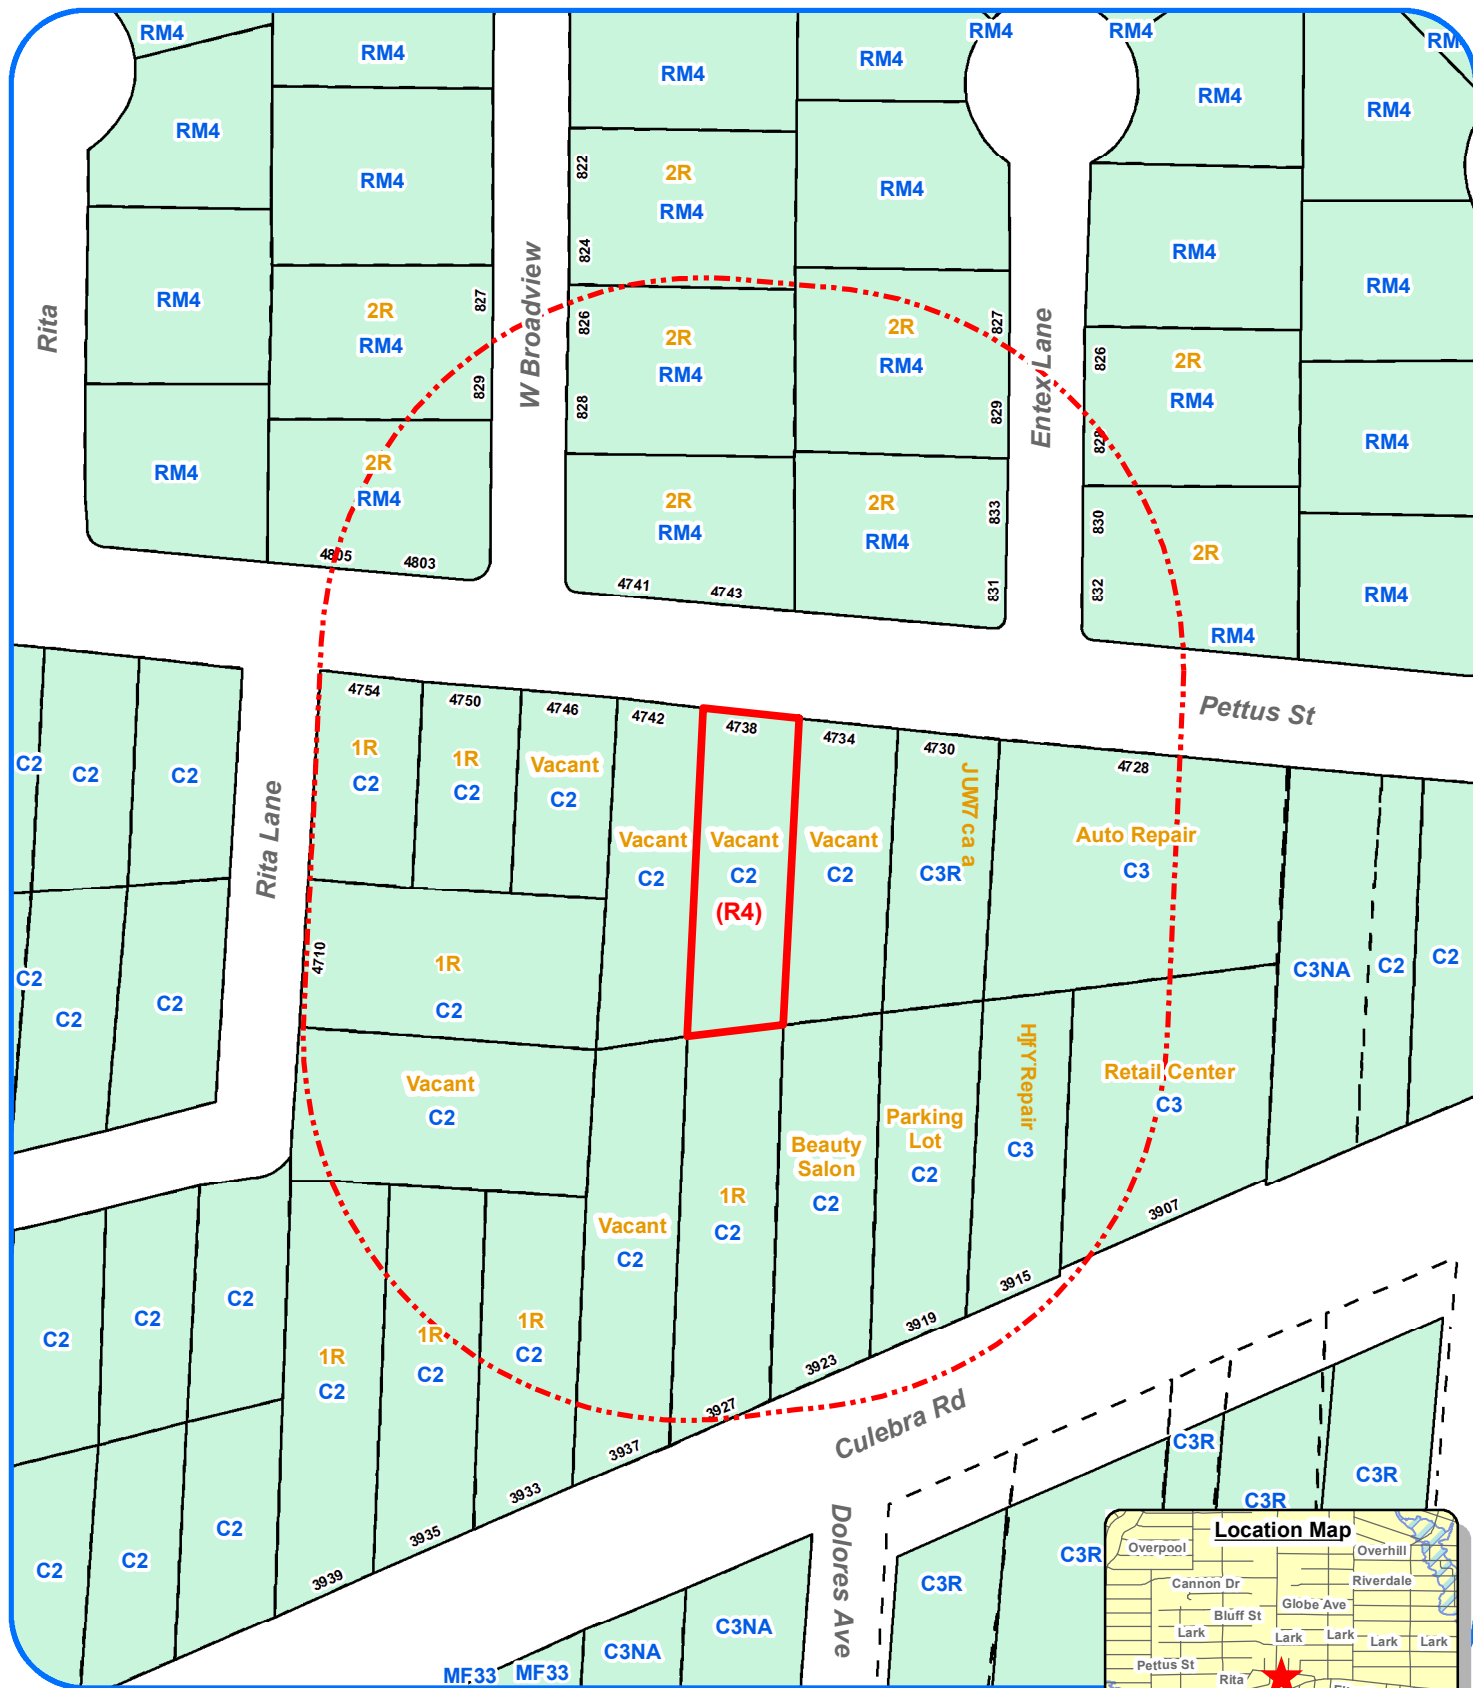 RM4
RM4
RM4
RM4
RM4
RM4
RM4
RM4
RM4
RM4
RM4
2R
RM4
822
824
RM4
RM4
RM4
RM4
Rita
RM4
2R
RM4
827
829
W Broadview
826
828
2R
RM4
2R
RM4
827
829
Entex Lane
826
828
2R
RM4
RM4
RM4
2R
RM4
4805
4803
2R
RM4
4741
4743
2R
RM4
833
831
830
832
2R
RM4
RM4
Pettus St
C2
C2
C2
Rita Lane
4754
1R
C2
4750
1R
C2
4746
Vacant
C2
4742
Vacant
C2
4738
Vacant
C2
(R4)
4734
Vacant
C2
4730
C3R
4728
Auto Repair
C3
C3NA
C2
C2
C2
C2
C2
4710
1R
C2
Vacant
C2
Vacant
C2
1R
C2
Beauty
Salon
C2
Parking
Lot
C2
Repair
C3
Retail Center
C3
3907
3915
3919
3923
3927
3937
3933
3935
3939
C2
C2
C2
1R
C2
1R
C2
1R
C2
C2
C2
C2
Culebra Rd
Dolores Ave
C3R
C3R
C3R
C3R
C3R
C3NA
C3NA
MF33
MF33
Location Map
Overpool
Overhill
Cannon Dr
Riverdale
Globe Ave
Bluff St
Lark
Lark
Lark
Lark
Lark
Pettus St
Rita